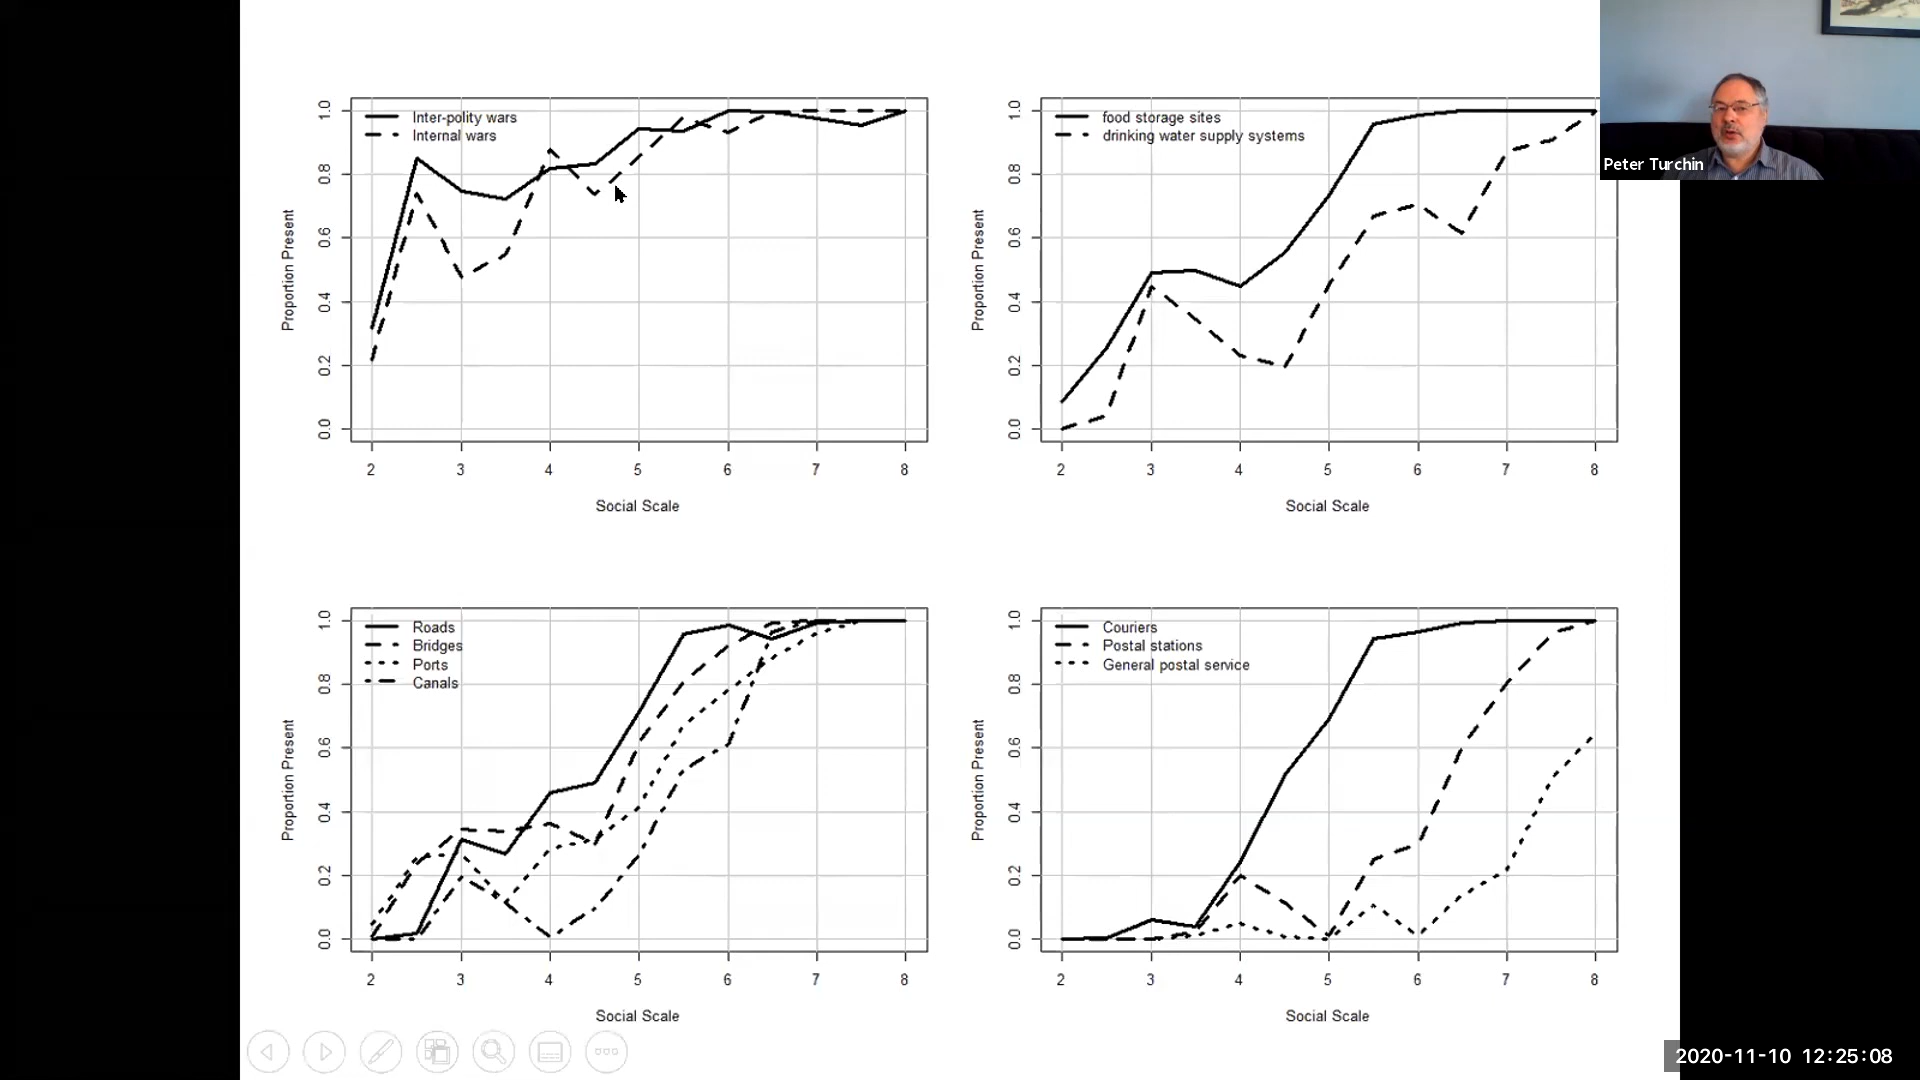 Inter-polity wars
Internal wars
1.0
0.8
0.6
0.4
0.2
0.0
Proportion Present
2 3 4 5 6 7 8
Social Scale
food storage sites
drinking water supply systems
1.0
0.8
0.6
0.4
0.2
0.0
Proportion Present
2 3 4 5 6 7 8
Social Scale
Peter Turchin
Roads
Bridges
Ports
Canals
1.0
0.8
0.6
0.4
0.2
0.0
Proportion Present
2 3 4 5 6 7 8
Social Scale
Couriers
Postal stations
General postal service
1.0
0.8
0.6
0.4
0.2
0.0
Proportion Present
2 3 4 5 6 7 8
Social Scale
2020-11-10 12:25:08